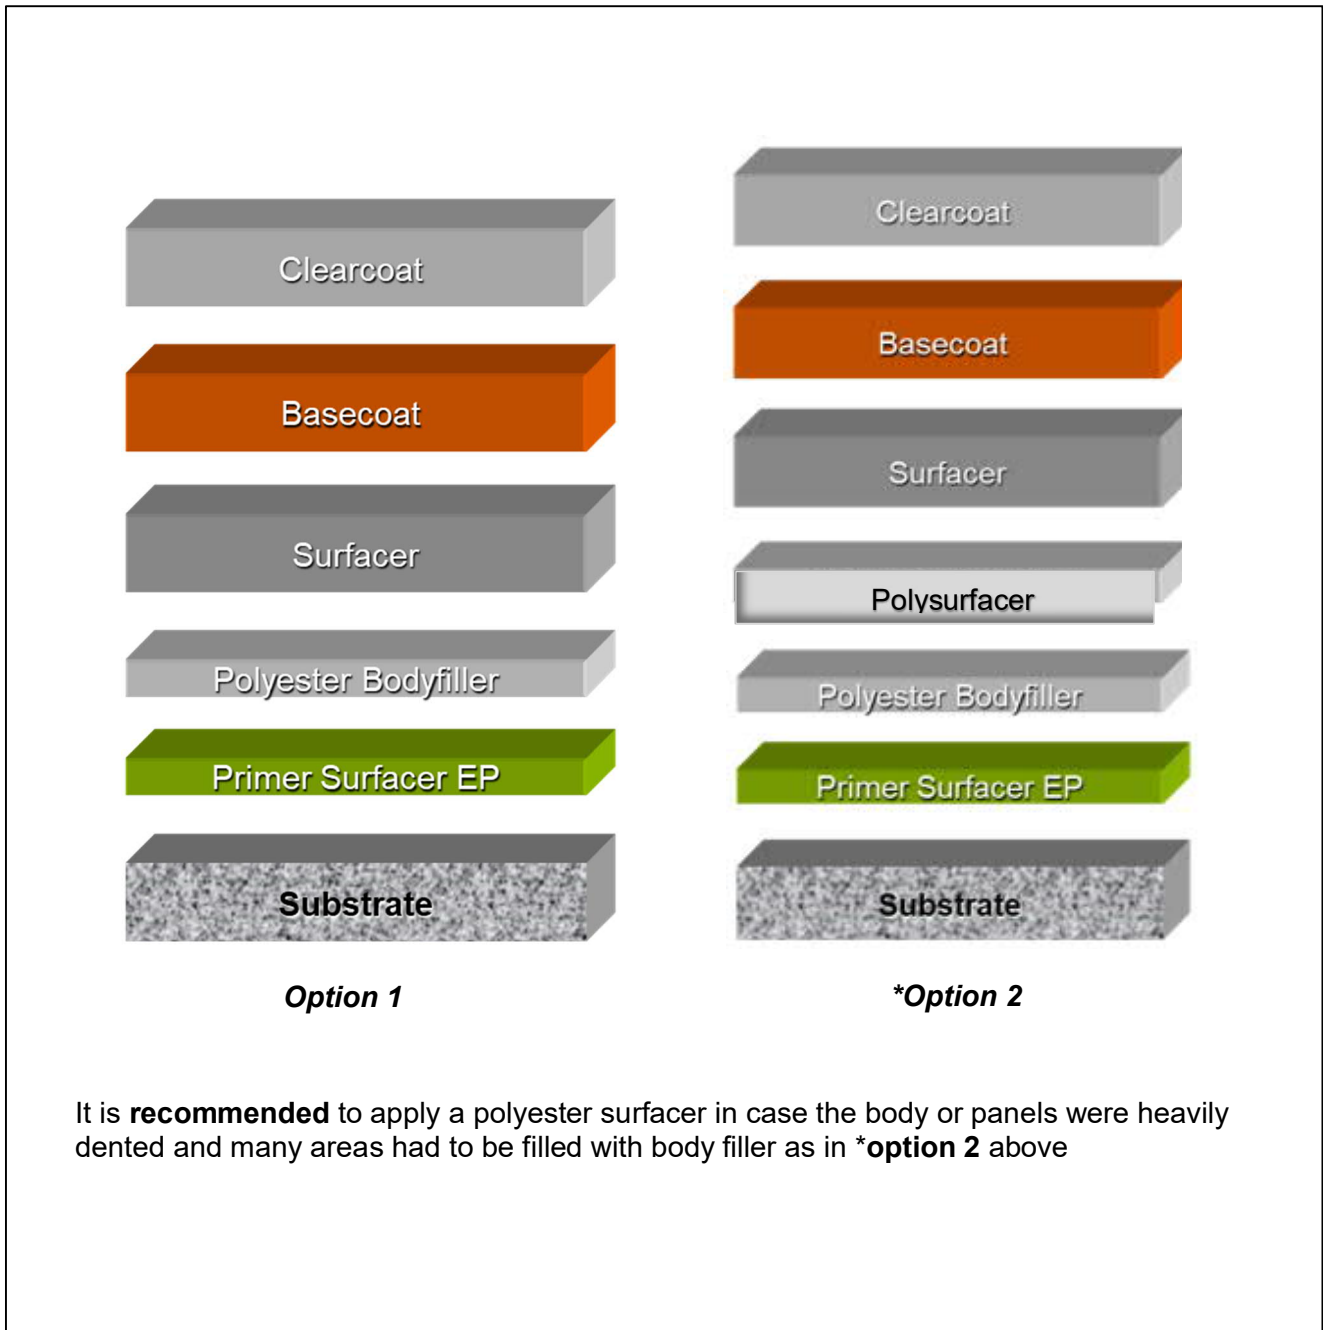 Clearcoat
Basecoat
Surfacer
Polyester Bodyfiller
Primer Surfacer EP
Substrate
Option 1
Clearcoat
Basecoat
Surfacer
Polysurfacer
Polyester Bodyfiller
Primer Surfacer EP
Substrate
*Option 2
It is recommended to apply a polyester surfacer in case the body or panels were heavily
dented and many areas had to be filled with body filler as in *option 2 above